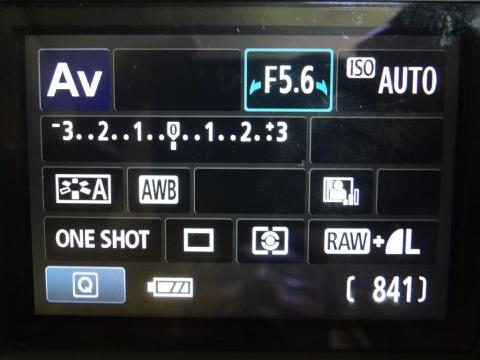 Av F5.6 ISO AUTO
-3..2..1..0..1..2.:+3
A AWB
ONE SHOT RAW+L
Q (841)